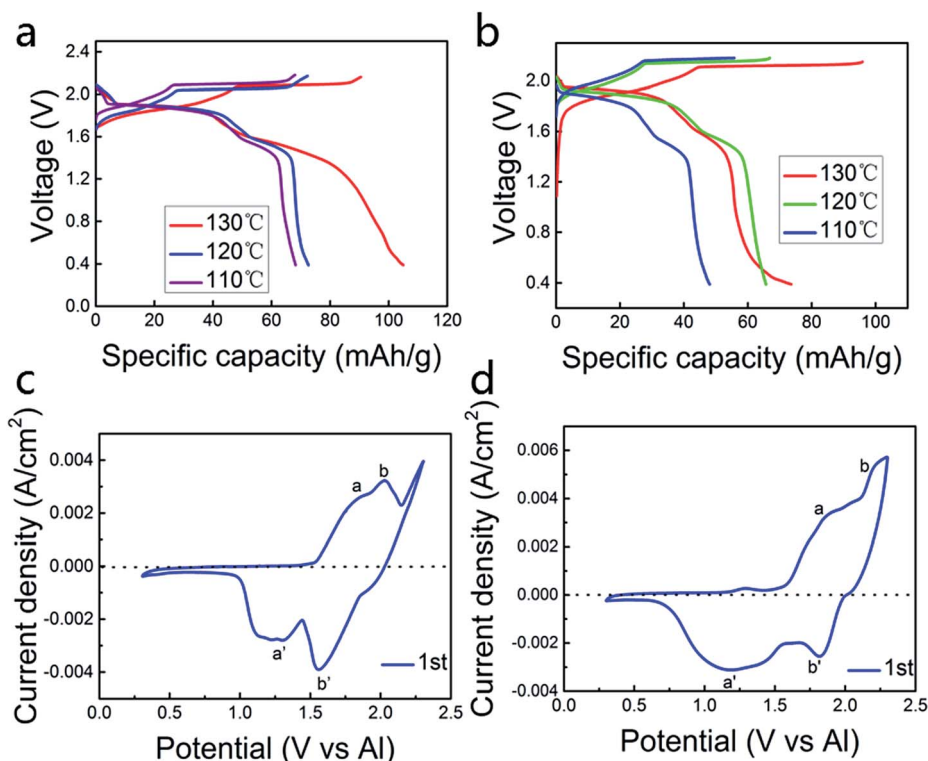 a
Voltage (V)
2.4
2.0
1.6
1.2
0.8
0.4
0.0
130℃
120℃
110℃
0 20 40 60 80 100 120
Specific capacity (mAh/g)
b
Voltage (V)
2.0
1.6
1.2
0.8
0.4
130℃
120℃
110℃
0 20 40 60 80 100
Specific capacity (mAh/g)
c
Current density (A/cm²)
0.004
0.002
0.000
-0.002
-0.004
a
b
a'
b'
1st
0.0 0.5 1.0 1.5 2.0 2.5
Potential (V vs Al)
d
Current density (A/cm²)
0.006
0.004
0.002
0.000
-0.002
-0.004
a
b
a'
b'
1st
0.0 0.5 1.0 1.5 2.0 2.5
Potential (V vs Al)